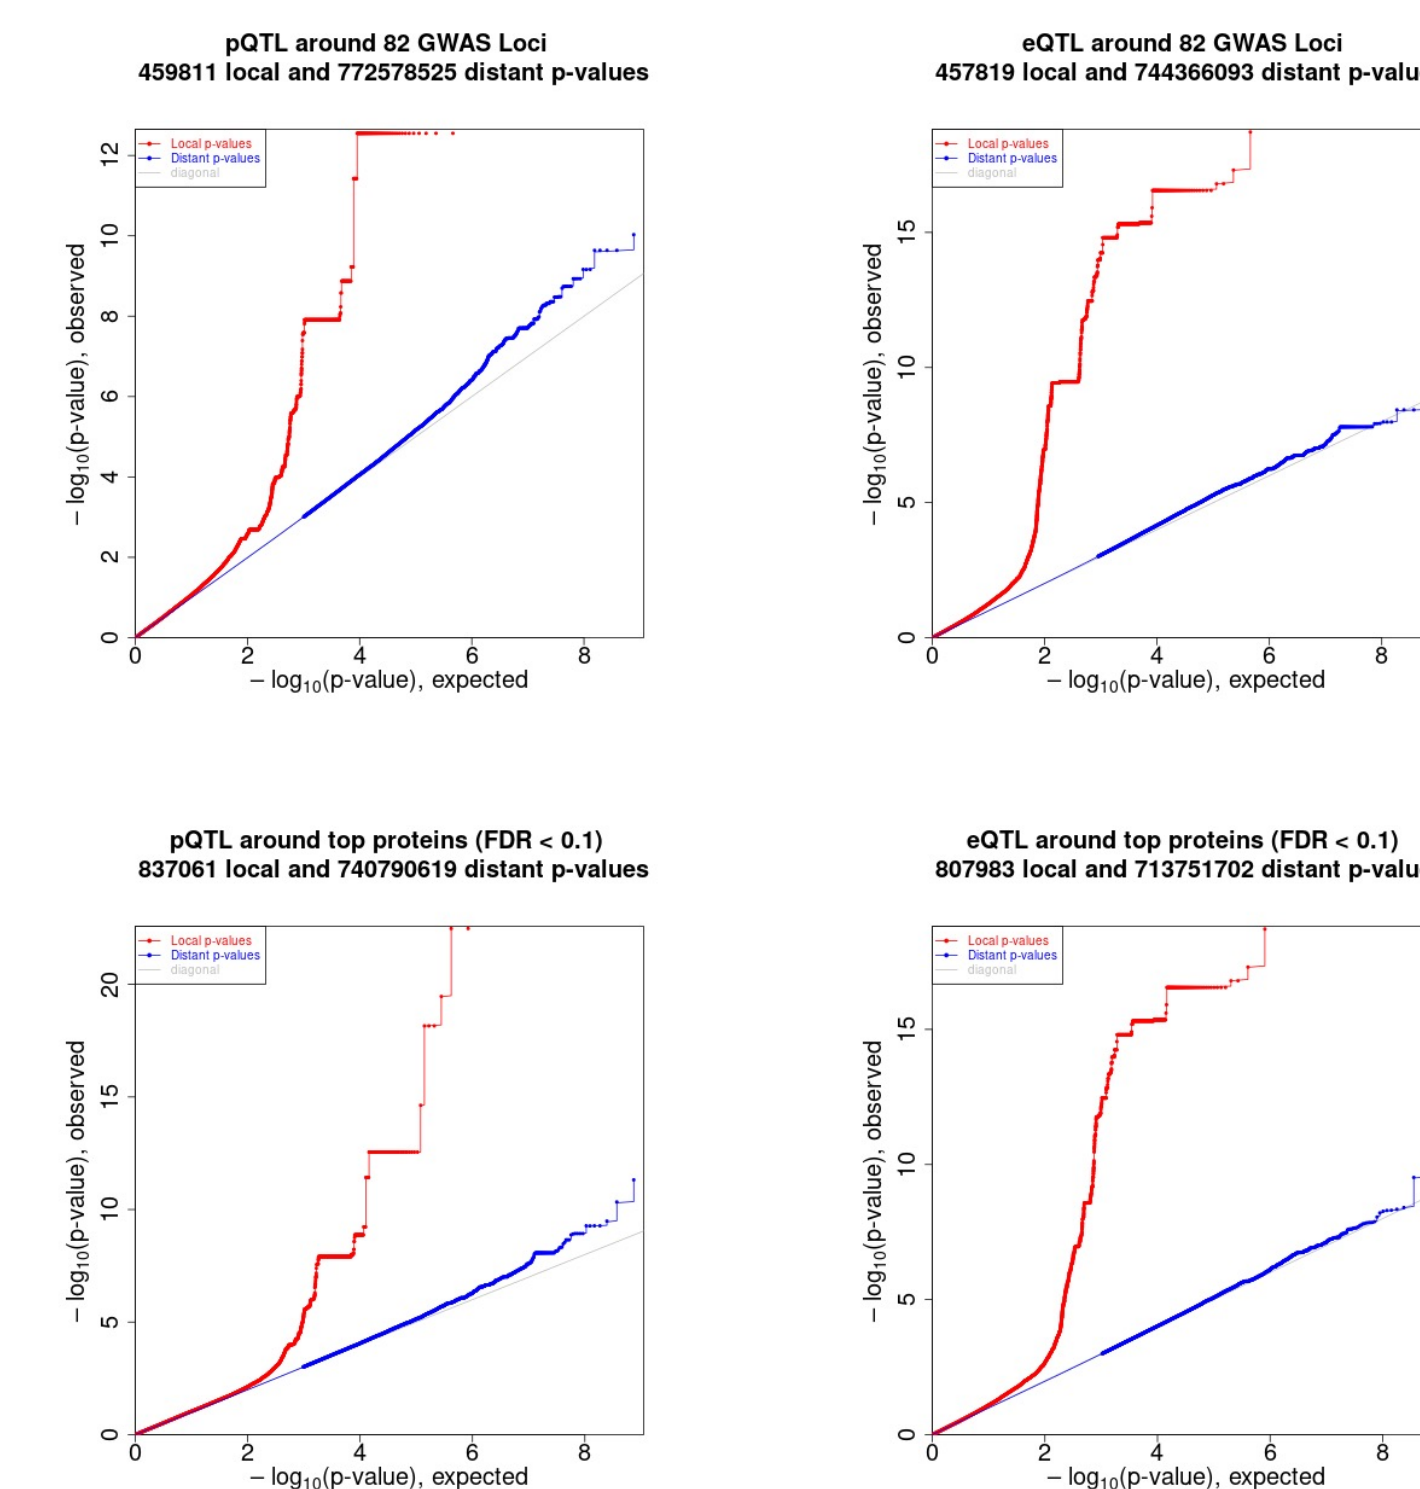 pQTL around 82 GWAS Loci
459811 local and 772578525 distant p-values
Local p-values
Distant p-values
diagonal
12
10
8
6
4
2
0
0 2 4 6 8
− log10(p-value), observed
− log10(p-value), expected
eQTL around 82 GWAS Loci
457819 local and 744366093 distant p-valu
Local p-values
Distant p-values
diagonal
15
10
5
0
0 2 4 6 8
− log10(p-value), observed
− log10(p-value), expected
pQTL around top proteins (FDR < 0.1)
837061 local and 740790619 distant p-values
Local p-values
Distant p-values
diagonal
20
15
10
5
0
0 2 4 6 8
− log10(p-value), observed
− log10(p-value), expected
eQTL around top proteins (FDR < 0.1)
807983 local and 713751702 distant p-valu
Local p-values
Distant p-values
diagonal
15
10
5
0
0 2 4 6 8
− log10(p-value), observed
− log10(p-value), expected